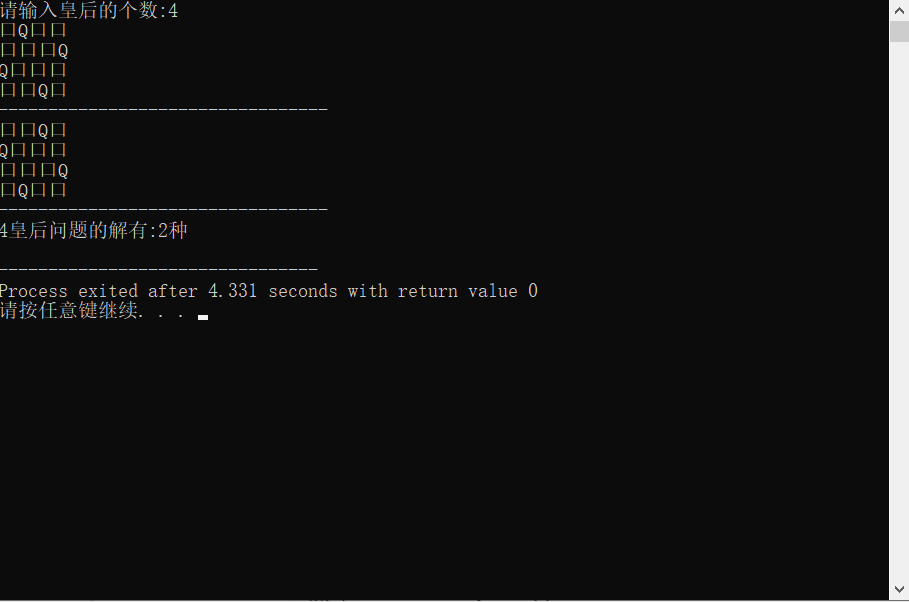 请输入皇后的个数:4
口Q口口
口口口Q
Q口口口
口口Q口
---------------------------------
口口Q口
Q口口口
口口口Q
口Q口口
---------------------------------
4皇后问题的解有:2种
--------------------------------
Process exited after 4.331 seconds with return value 0
请按任意键继续. . .